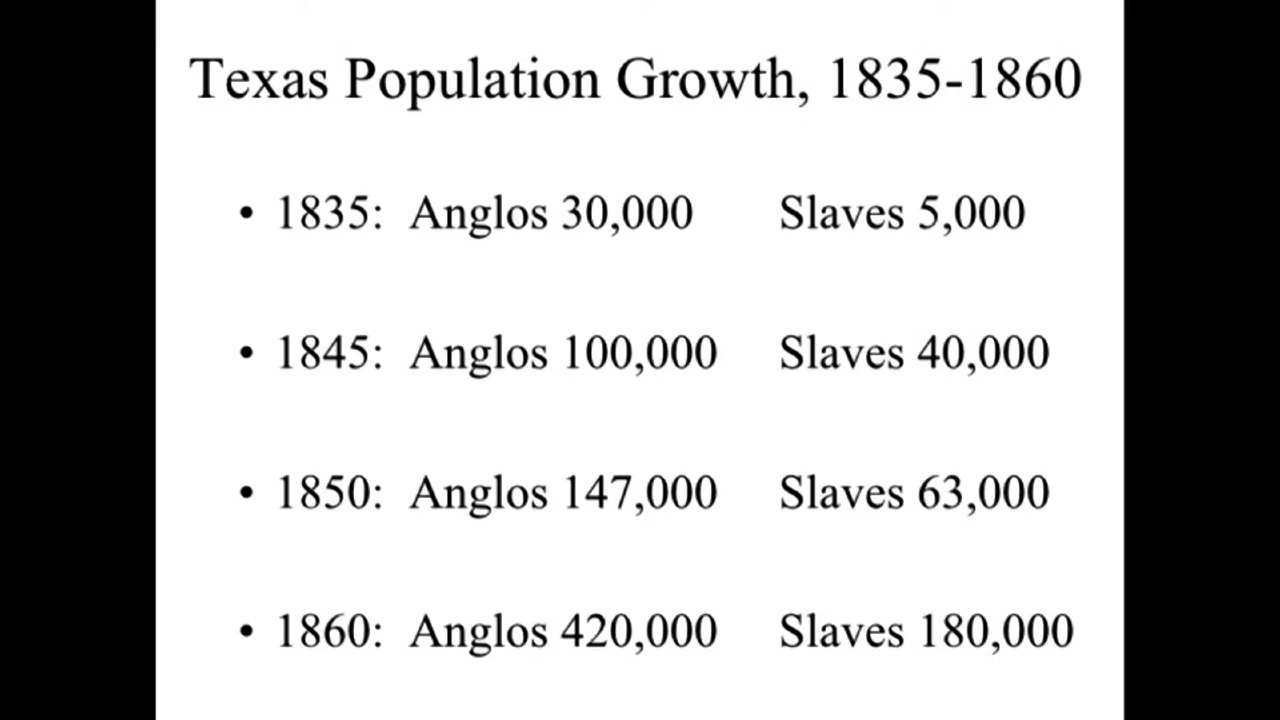 Texas Population Growth, 1835-1860
• 1835: Anglos 30,000 Slaves 5,000
• 1845: Anglos 100,000 Slaves 40,000
• 1850: Anglos 147,000 Slaves 63,000
• 1860: Anglos 420,000 Slaves 180,000